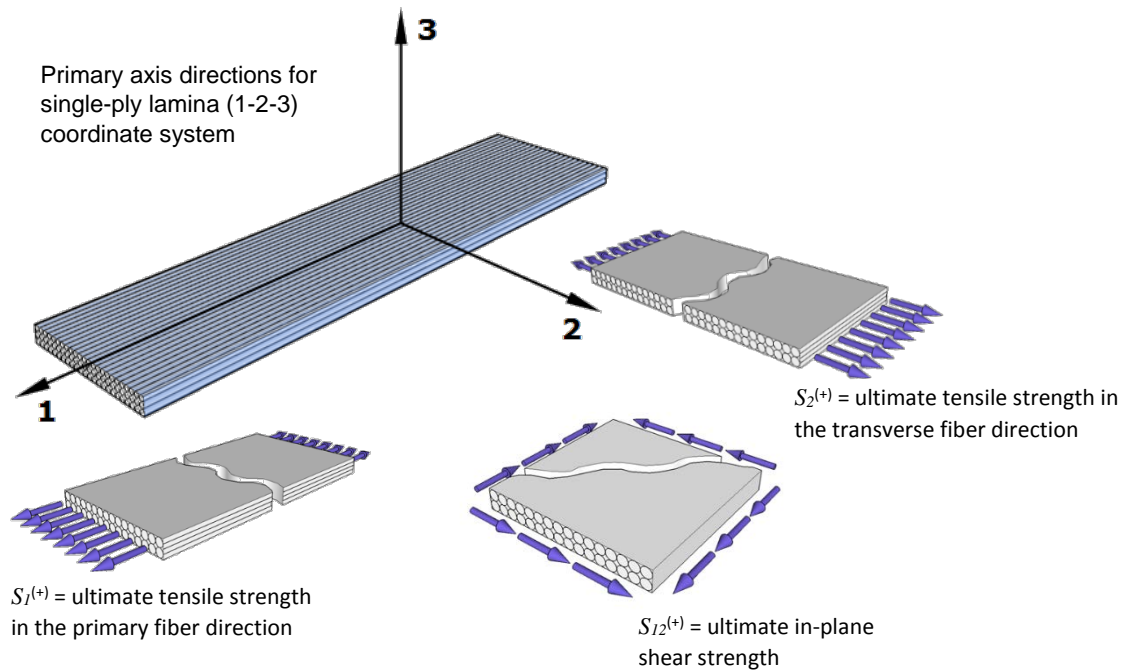 3
Primary axis directions for
single-ply lamina (1-2-3)
coordinate system
2
1
S2(+) = ultimate tensile strength in
the transverse fiber direction
S1(+) = ultimate tensile strength
in the primary fiber direction
S12(+) = ultimate in-plane
shear strength